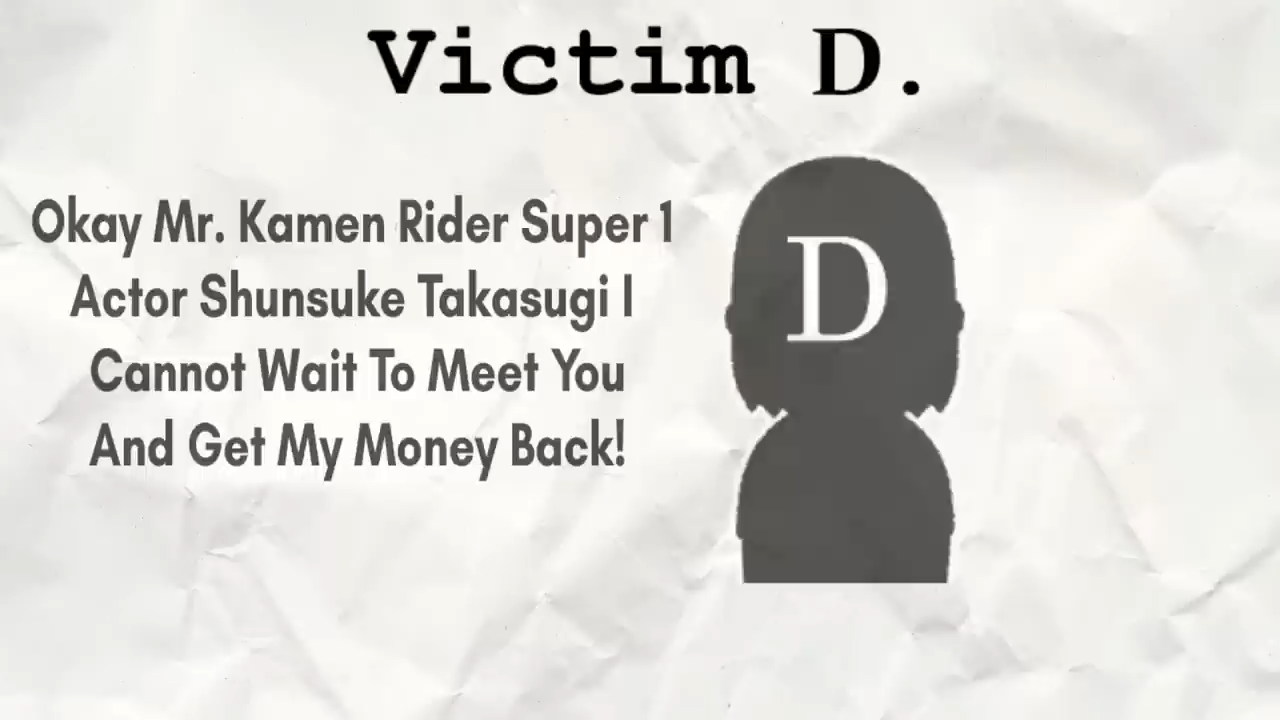 Victim D.
Okay Mr. Kamen Rider Super 1
Actor Shunsuke Takasugi I
Cannot Wait To Meet You
And Get My Money Back!
D